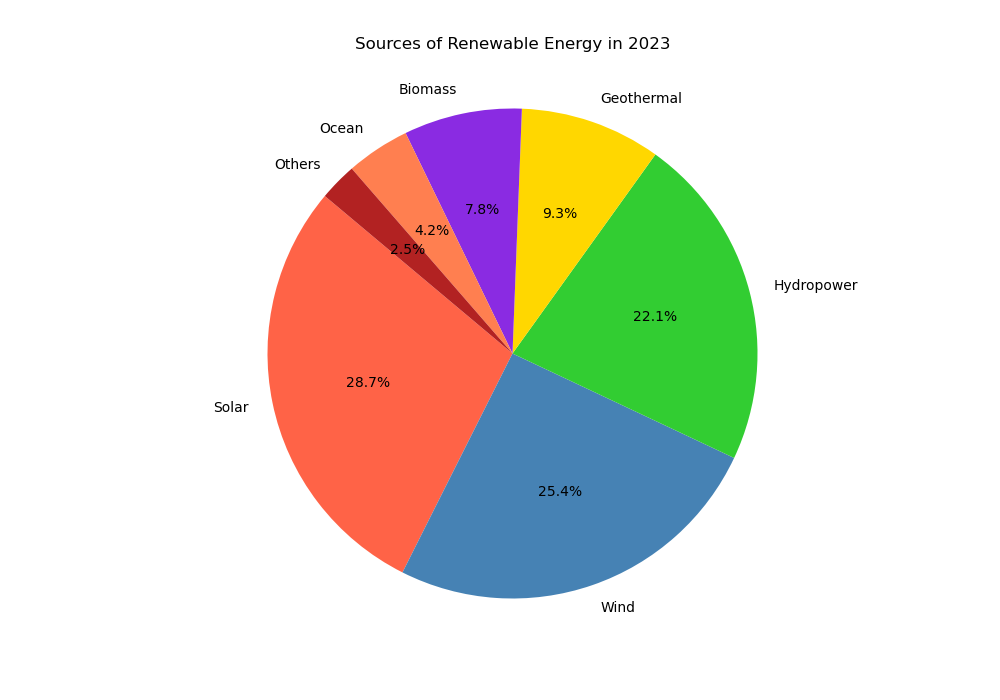 Sources of Renewable Energy in 2023
Biomass
Geothermal
Ocean
Others
7.8%
9.3%
4.2%
2.5%
Hydropower
22.1%
28.7%
Solar
25.4%
Wind